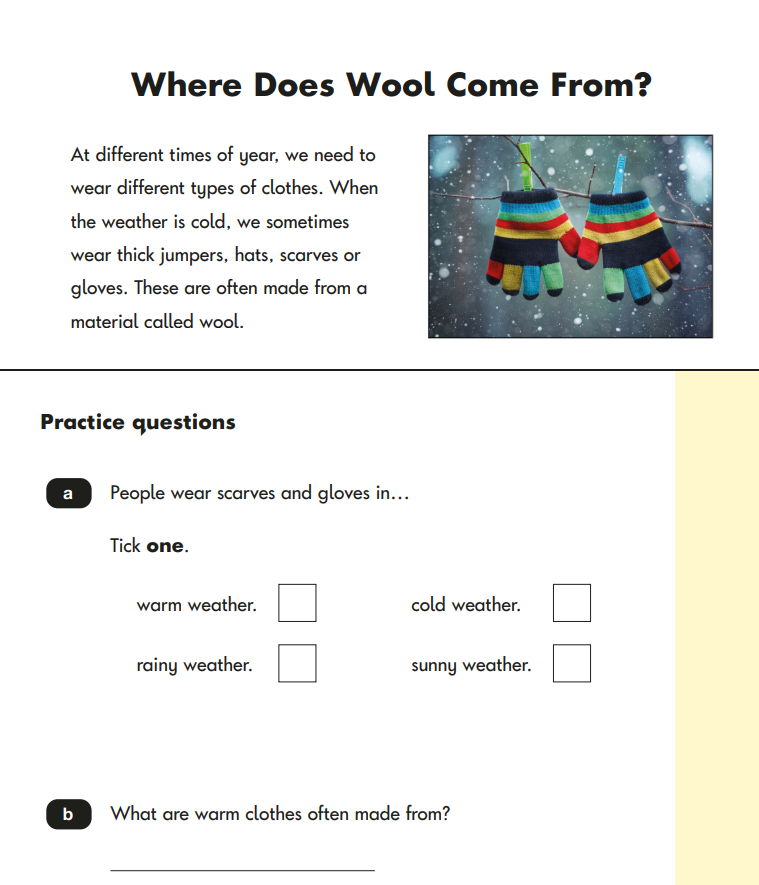 Where Does Wool Come From?
At different times of year, we need to
wear different types of clothes. When
the weather is cold, we sometimes
wear thick jumpers, hats, scarves or
gloves. These are often made from a
material called wool.
Practice questions
a People wear scarves and gloves in...
Tick one.
warm weather. cold weather.
rainy weather. sunny weather.
b What are warm clothes often made from?